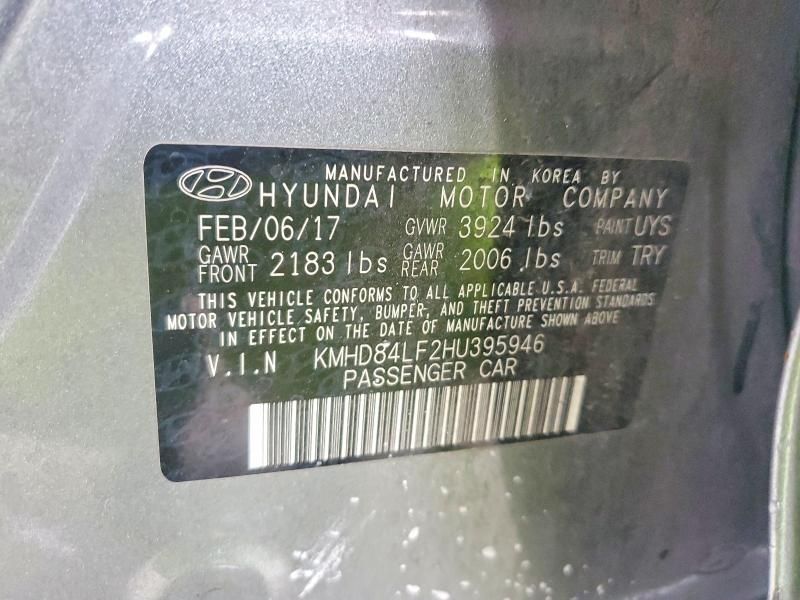 MANUFACTURED IN KOREA BY
HYUNDAI MOTOR COMPANY
FEB/06/17 GVWR 3924 lbs PAINT UYS
GAWR FRONT 2183 lbs GAWR REAR 2006 lbs TRIM TRY
THIS VEHICLE CONFORMS TO ALL APPLICABLE U.S.A. FEDERAL
MOTOR VEHICLE SAFETY, BUMPER, AND THEFT PREVENTION STANDARDS
IN EFFECT ON THE DATE OF MANUFACTURE SHOWN ABOVE
V.I.N KMHD84LF2HU395946
PASSENGER CAR